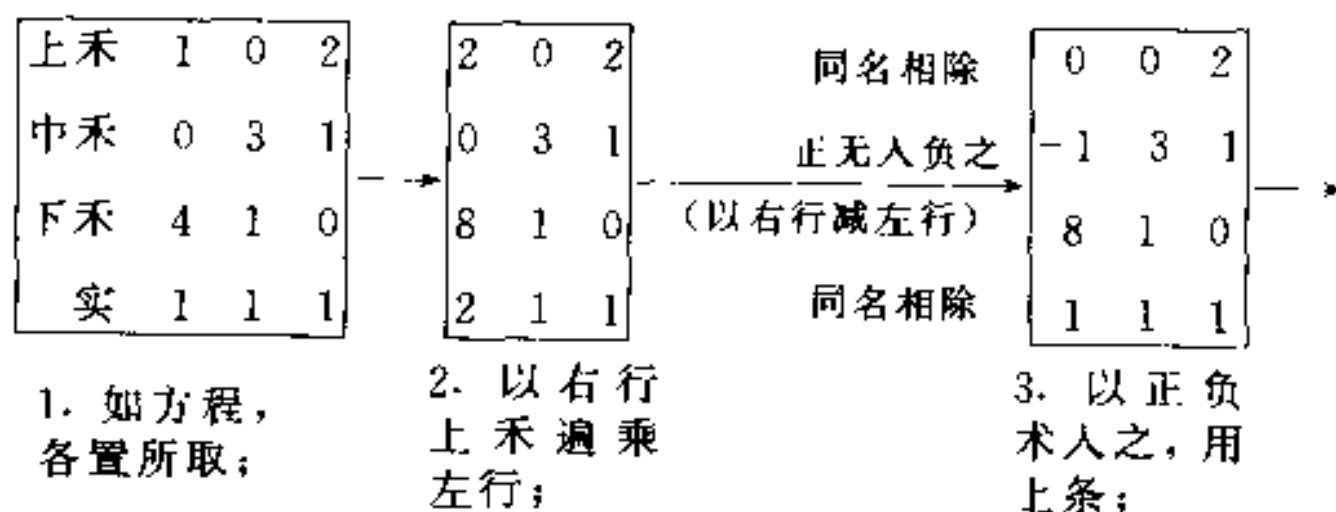 上禾 1 0 2
中禾 0 3 1
下禾 4 1 0
实 1 1 1
1. 如方程,
各置所取;
2 0 2
0 3 1
8 1 0
2 1 1
2. 以右行
上禾遍乘
左行;
同名相除
正无人负之
(以右行减左行)
同名相除
0 0 2
-1 3 1
8 1 0
1 1 1
3. 以正负
术人之,用
上条;